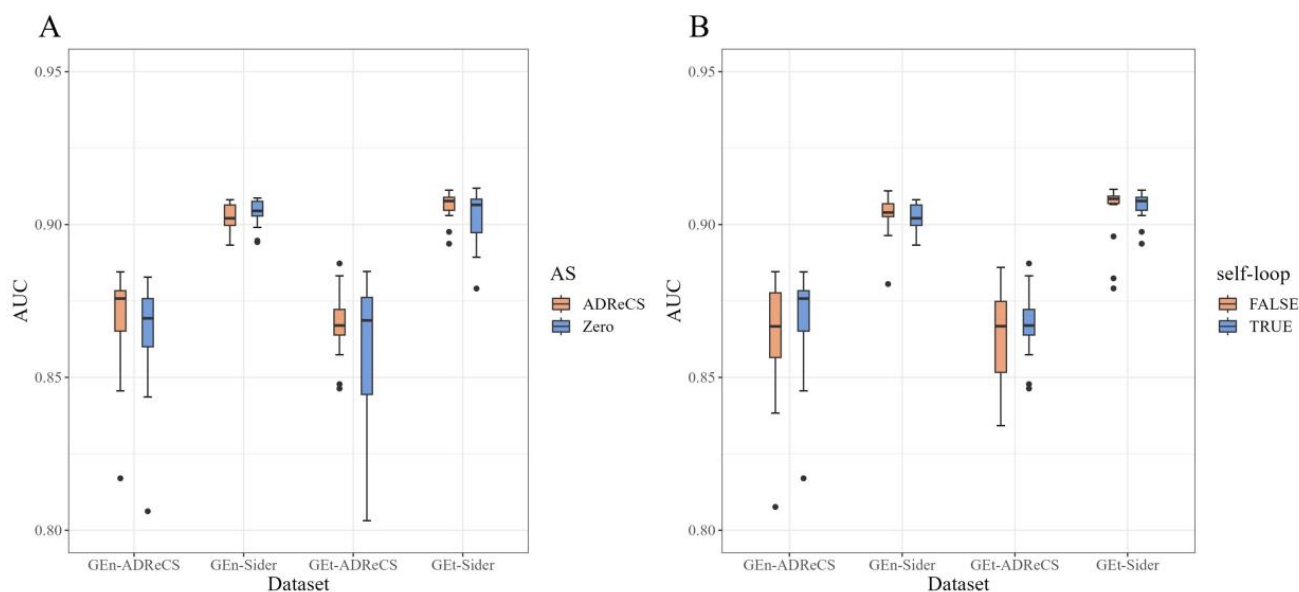 A
AUC
0.95
0.90
0.85
0.80
GEn-ADReCS GEn-Sider GEt-ADReCS GEt-Sider
Dataset
AS
ADReCS
Zero
B
AUC
0.95
0.90
0.85
0.80
GEn-ADReCS GEn-Sider GEt-ADReCS GEt-Sider
Dataset
self-loop
FALSE
TRUE